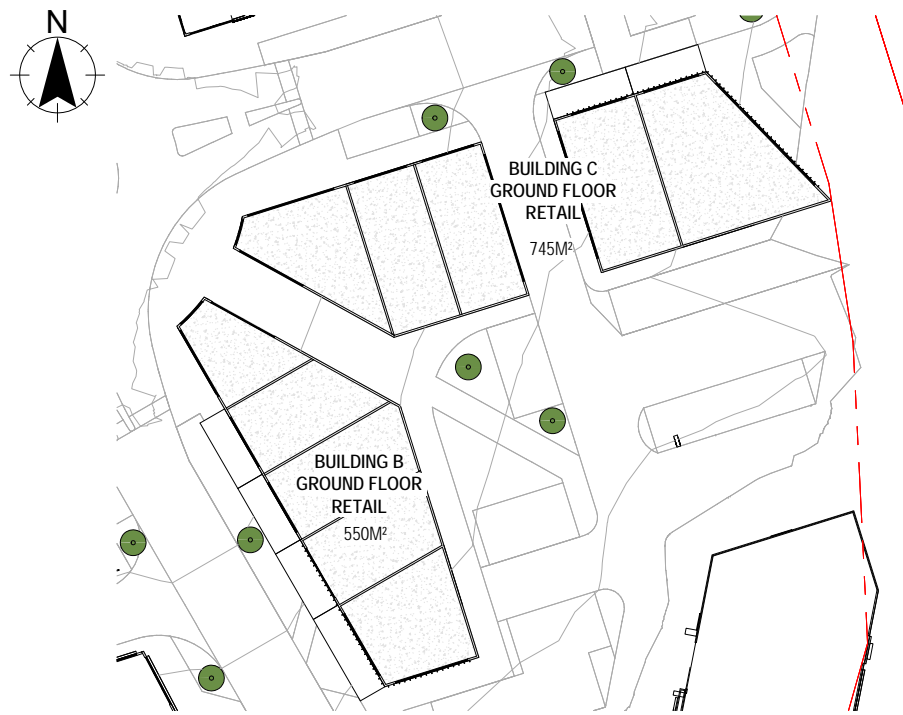 N
BUILDING C
GROUND FLOOR
RETAIL
745M²
BUILDING B
GROUND FLOOR
RETAIL
550M²